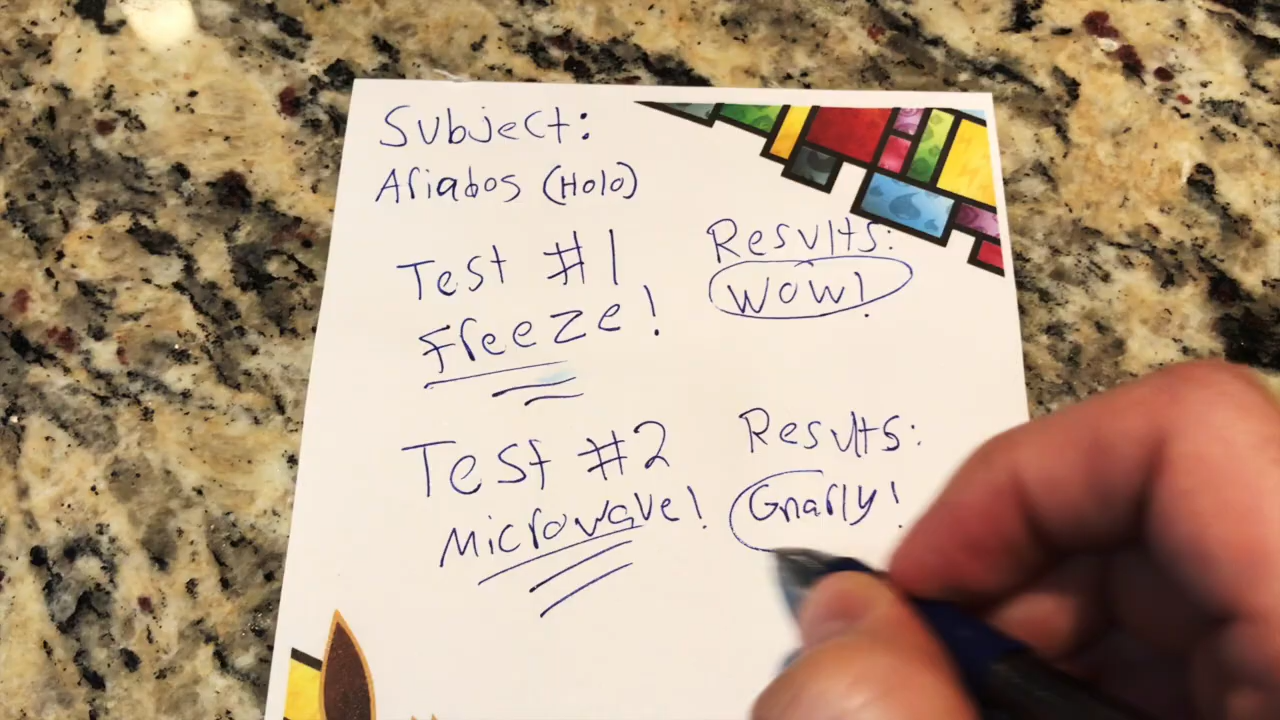 Subject:
Ariados (Holo)
Test #1
Freeze!
Results:
Wow!
Test #2
Microwave!
Results:
Gnarly!